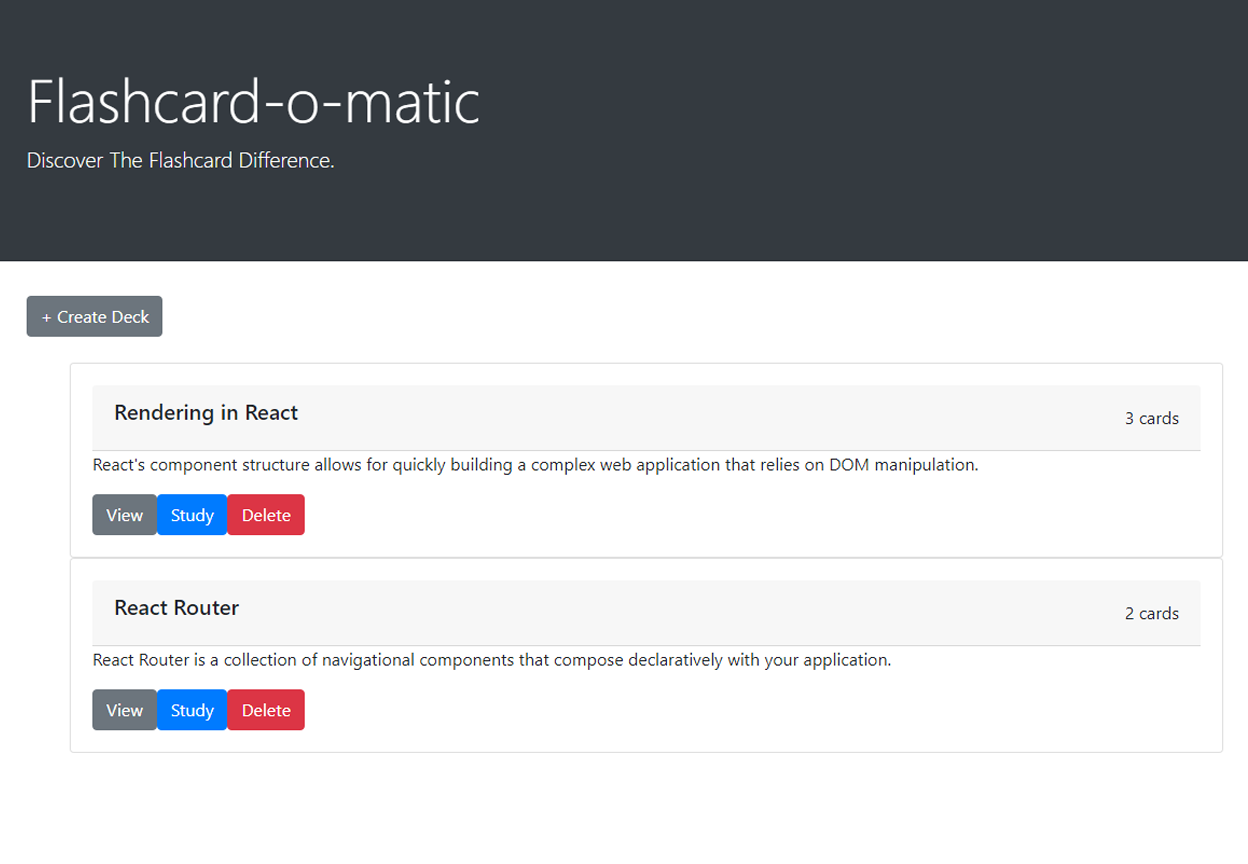 Flashcard-o-matic
Discover The Flashcard Difference.
+ Create Deck
Rendering in React
3 cards
React's component structure allows for quickly building a complex web application that relies on DOM manipulation.
View Study Delete
React Router
2 cards
React Router is a collection of navigational components that compose declaratively with your application.
View Study Delete